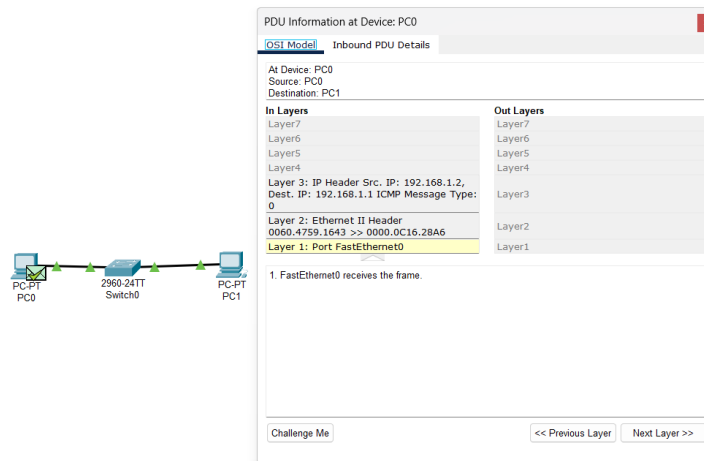 PDU Information at Device: PC0
OSI Model Inbound PDU Details
At Device: PC0
Source: PC0
Destination: PC1
In Layers Out Layers
Layer7 Layer7
Layer6 Layer6
Layer5 Layer5
Layer4 Layer4
Layer 3: IP Header Src. IP: 192.168.1.2,
Dest. IP: 192.168.1.1 ICMP Message Type:
0
Layer3
Layer 2: Ethernet II Header
0060.4759.1643 >> 0000.0C16.28A6
Layer2
Layer 1: Port FastEthernet0 Layer1
1. FastEthernet0 receives the frame.
Challenge Me << Previous Layer Next Layer >>
PC-PT
PC0
2960-24TT
Switch0
PC-PT
PC1